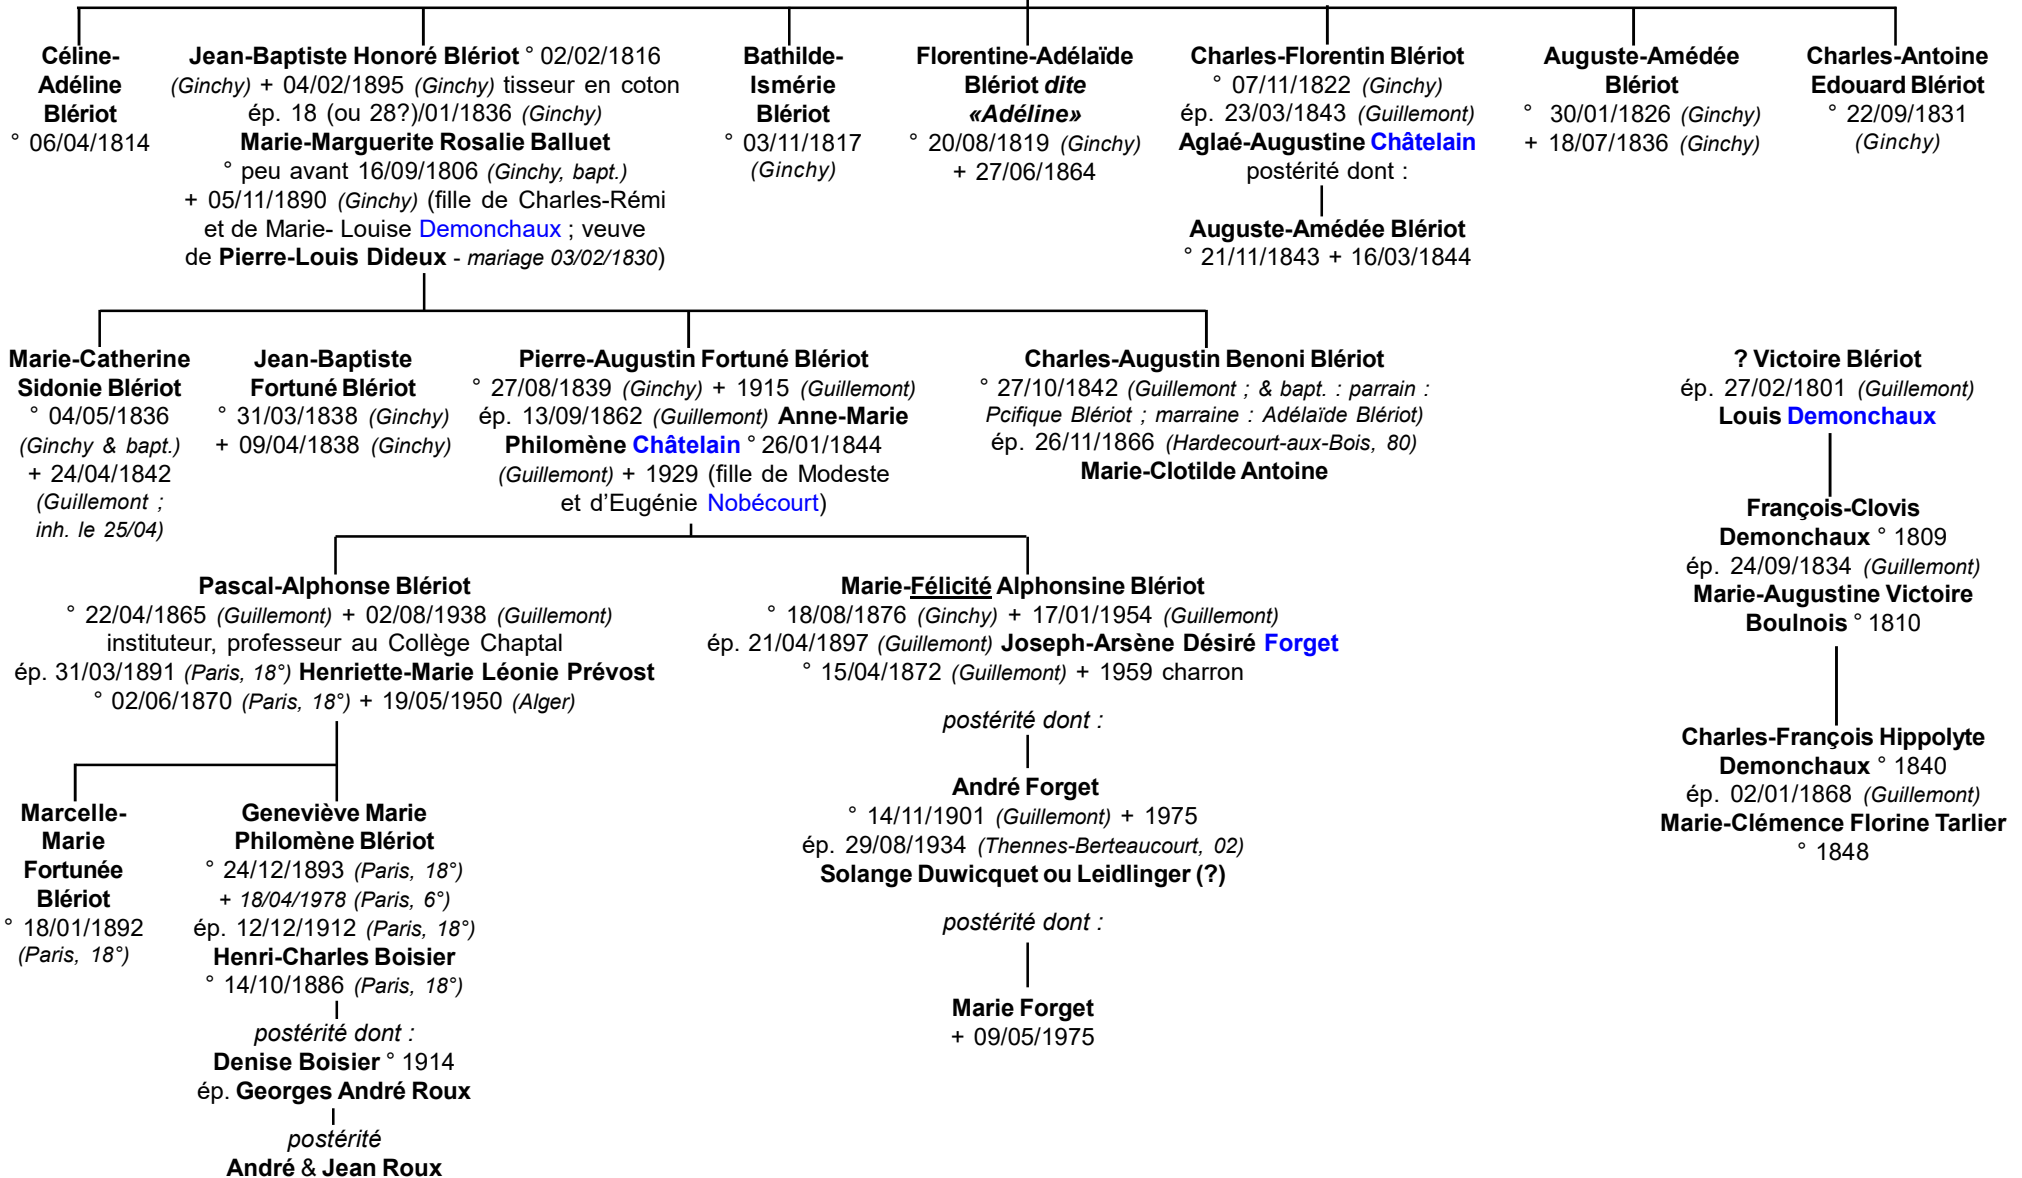 Céline-
Adéline
Blériot
° 06/04/1814
Jean-Baptiste Honoré Blériot ° 02/02/1816
(Ginchy) + 04/02/1895 (Ginchy) tisseur en coton
ép. 18 (ou 28?)/01/1836 (Ginchy)
Marie-Marguerite Rosalie Balluet
° peu avant 16/09/1806 (Ginchy, bapt.)
+ 05/11/1890 (Ginchy) (fille de Charles-Rémi
et de Marie- Louise Demonchaux ; veuve
de Pierre-Louis Dideux - mariage 03/02/1830)
Bathilde-
Ismérie
Blériot
° 03/11/1817
(Ginchy)
Florentine-Adélaïde
Blériot dite
«Adéline»
° 20/08/1819 (Ginchy)
+ 27/06/1864
Charles-Florentin Blériot
° 07/11/1822 (Ginchy)
ép. 23/03/1843 (Guillemont)
Aglaé-Augustine Châtelain
postérité dont :
Auguste-Amédée Blériot
° 21/11/1843 + 16/03/1844
Auguste-Amédée
Blériot
° 30/01/1826 (Ginchy)
+ 18/07/1836 (Ginchy)
Charles-Antoine
Edouard Blériot
° 22/09/1831
(Ginchy)
Marie-Catherine
Sidonie Blériot
° 04/05/1836
(Ginchy & bapt.)
+ 24/04/1842
(Guillemont ;
inh. le 25/04)
Jean-Baptiste
Fortuné Blériot
° 31/03/1838 (Ginchy)
+ 09/04/1838 (Ginchy)
Pierre-Augustin Fortuné Blériot
° 27/08/1839 (Ginchy) + 1915 (Guillemont)
ép. 13/09/1862 (Guillemont) Anne-Marie
Philomène Châtelain ° 26/01/1844
(Guillemont) + 1929 (fille de Modeste
et d'Eugénie Nobécourt)
Charles-Augustin Benoni Blériot
° 27/10/1842 (Guillemont ; & bapt. : parrain :
Pcifique Blériot ; marraine : Adélaïde Blériot)
ép. 26/11/1866 (Hardecourt-aux-Bois, 80)
Marie-Clotilde Antoine
? Victoire Blériot
ép. 27/02/1801 (Guillemont)
Louis Demonchaux
François-Clovis
Demonchaux ° 1809
ép. 24/09/1834 (Guillemont)
Marie-Augustine Victoire
Boulnois ° 1810
Charles-François Hippolyte
Demonchaux ° 1840
ép. 02/01/1868 (Guillemont)
Marie-Clémence Florine Tarlier
° 1848
Pascal-Alphonse Blériot
° 22/04/1865 (Guillemont) + 02/08/1938 (Guillemont)
instituteur, professeur au Collège Chaptal
ép. 31/03/1891 (Paris, 18°) Henriette-Marie Léonie Prévost
° 02/06/1870 (Paris, 18°) + 19/05/1950 (Alger)
Marie-Félicité Alphonsine Blériot
° 18/08/1876 (Ginchy) + 17/01/1954 (Guillemont)
ép. 21/04/1897 (Guillemont) Joseph-Arsène Désiré Forget
° 15/04/1872 (Guillemont) + 1959 charron
postérité dont :
André Forget
° 14/11/1901 (Guillemont) + 1975
ép. 29/08/1934 (Thennes-Berteaucourt, 02)
Solange Duwicquet ou Leidlinger (?)
postérité dont :
Marie Forget
+ 09/05/1975
Marcelle-
Marie
Fortunée
Blériot
° 18/01/1892
(Paris, 18°)
Geneviève Marie
Philomène Blériot
° 24/12/1893 (Paris, 18°)
+ 18/04/1978 (Paris, 6°)
ép. 12/12/1912 (Paris, 18°)
Henri-Charles Boisier
° 14/10/1886 (Paris, 18°)
postérité dont :
Denise Boisier ° 1914
ép. Georges André Roux
postérité
André & Jean Roux